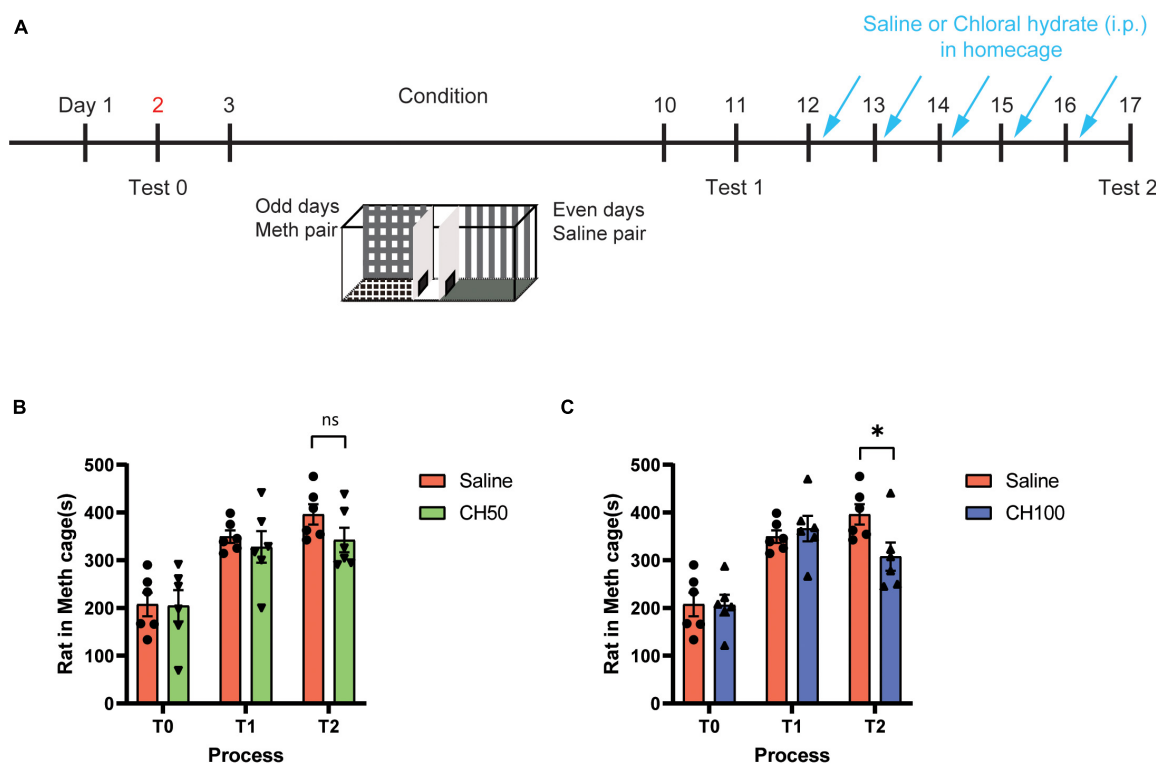 A
Saline or Chloral hydrate (i.p.)
in homecage
Day 1 2 3 Condition 10 11 12 13 14 15 16 17
Test 0 Test 1 Test 2
Odd days
Meth pair
Even days
Saline pair
B
ns
Rat in Meth cage(s)
500
400
300
200
100
0
T0 T1 T2
Process
Saline
CH50
C
*
Rat in Meth cage(s)
500
400
300
200
100
0
T0 T1 T2
Process
Saline
CH100